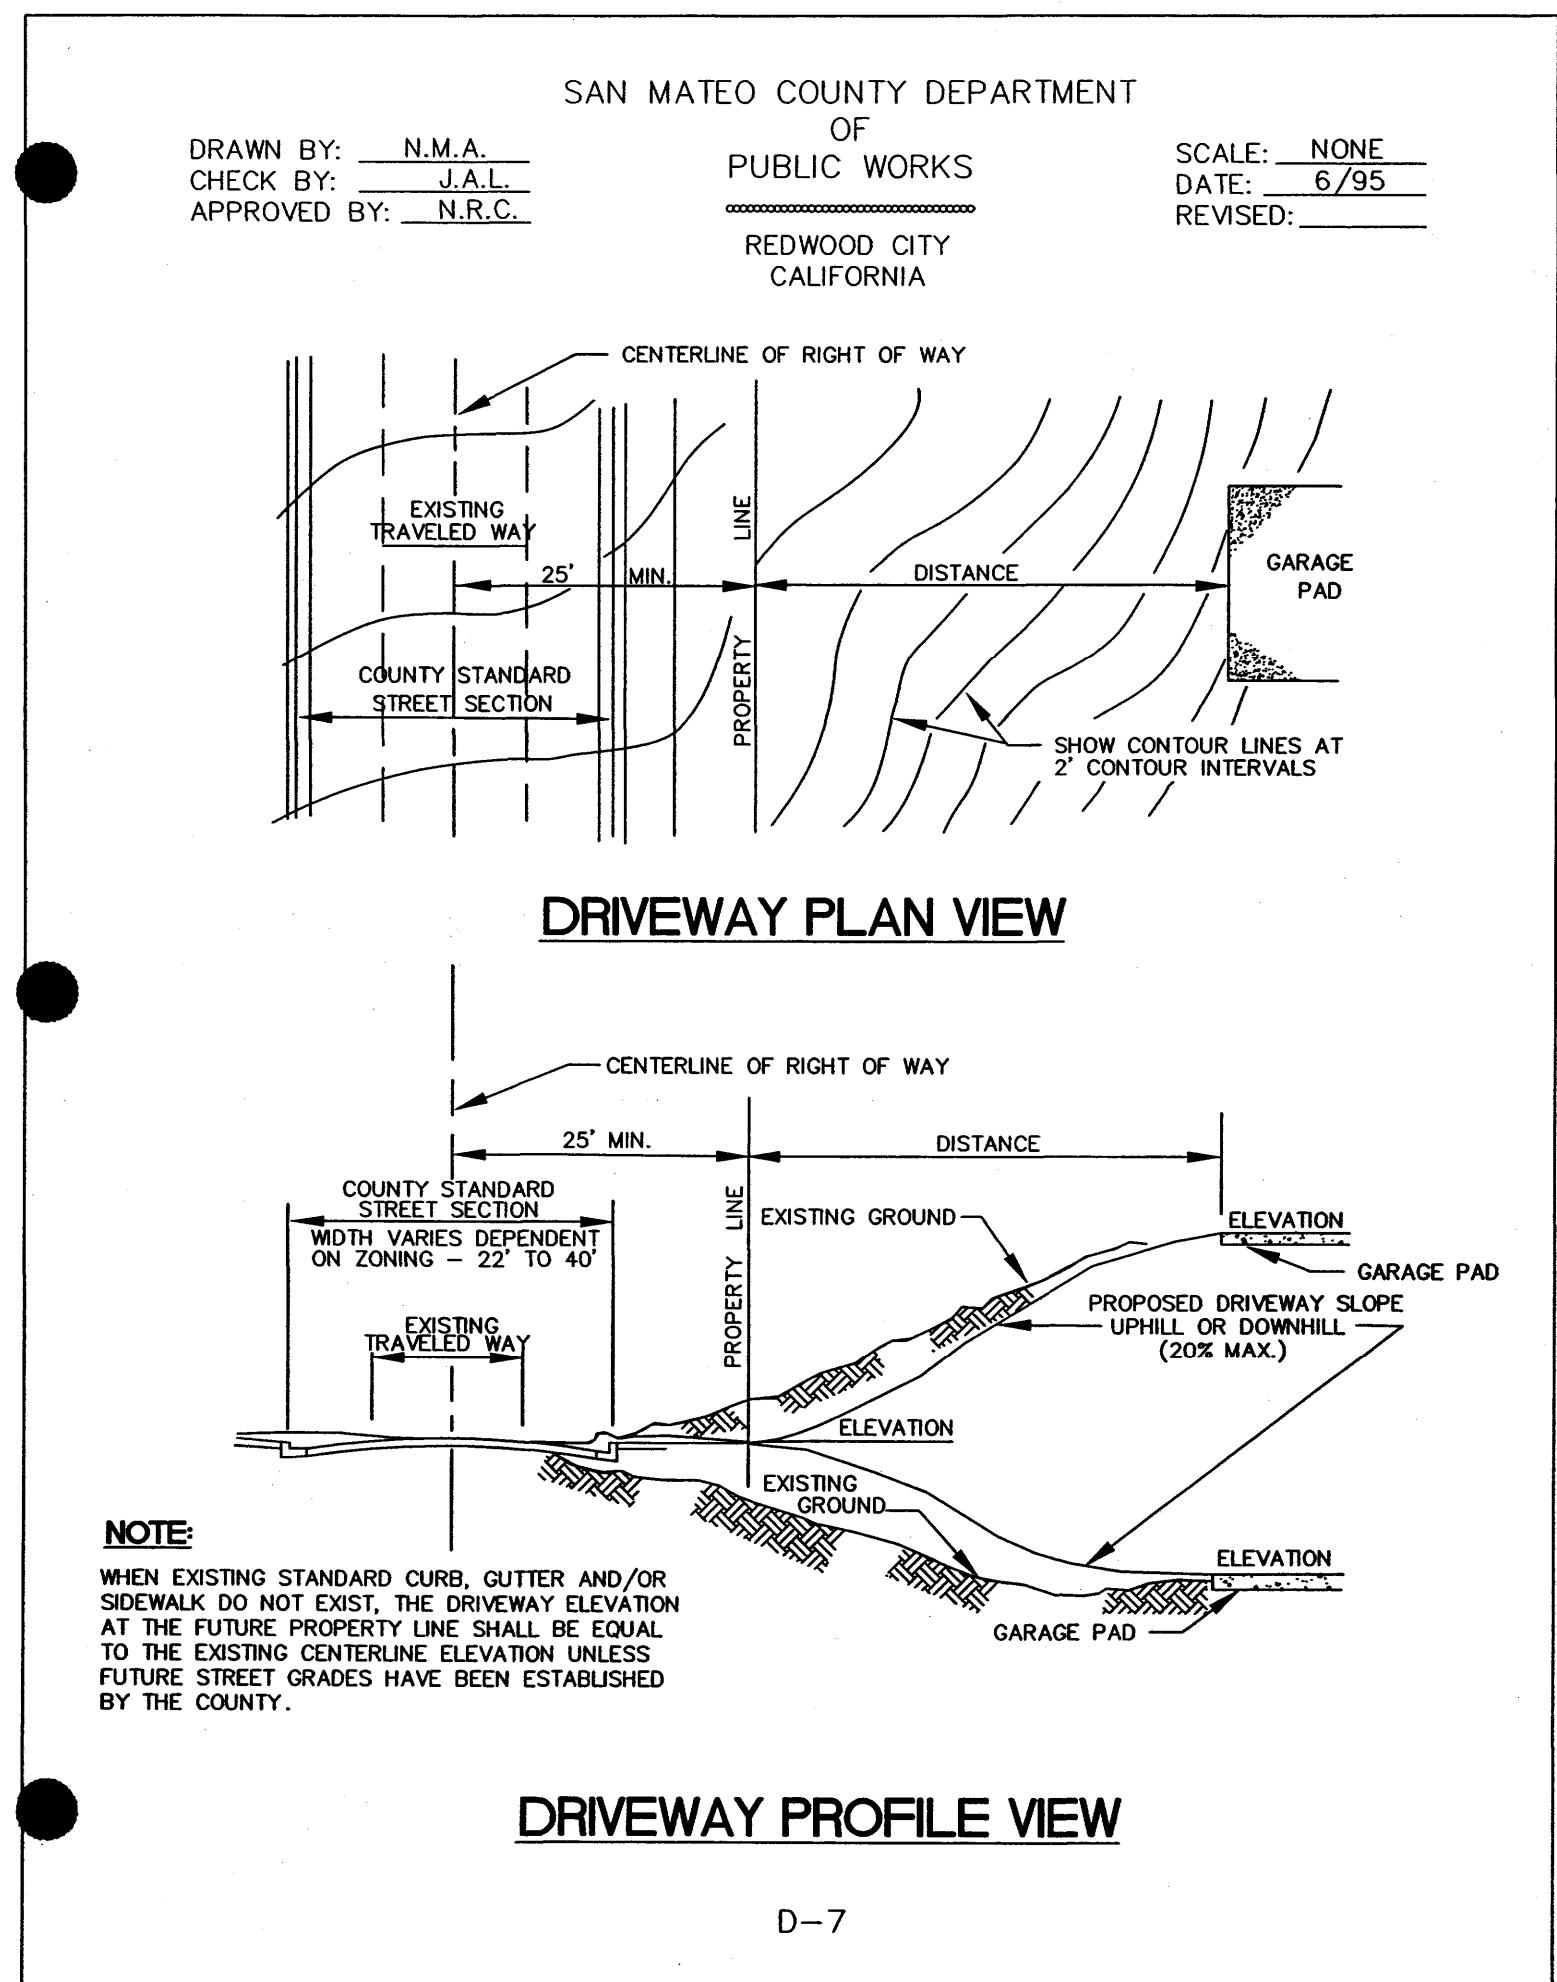 SAN MATEO COUNTY DEPARTMENT
OF
PUBLIC WORKS
REDWOOD CITY
CALIFORNIA
DRAWN BY: N.M.A.
CHECK BY: J.A.L.
APPROVED BY: N.R.C.
SCALE: NONE
DATE: 6/95
REVISED:
CENTERLINE OF RIGHT OF WAY
EXISTING
TRAVELED WAY
25' MIN.
PROPERTY LINE
DISTANCE
GARAGE
PAD
COUNTY STANDARD
STREET SECTION
SHOW CONTOUR LINES AT
2' CONTOUR INTERVALS
DRIVEWAY PLAN VIEW
CENTERLINE OF RIGHT OF WAY
25' MIN.
DISTANCE
COUNTY STANDARD
STREET SECTION
WIDTH VARIES DEPENDENT
ON ZONING - 22' TO 40'
PROPERTY LINE
EXISTING GROUND
ELEVATION
GARAGE PAD
PROPOSED DRIVEWAY SLOPE
UPHILL OR DOWNHILL
(20% MAX.)
EXISTING
TRAVELED WAY
ELEVATION
EXISTING
GROUND
ELEVATION
GARAGE PAD
NOTE:
WHEN EXISTING STANDARD CURB, GUTTER AND/OR
SIDEWALK DO NOT EXIST, THE DRIVEWAY ELEVATION
AT THE FUTURE PROPERTY LINE SHALL BE EQUAL
TO THE EXISTING CENTERLINE ELEVATION UNLESS
FUTURE STREET GRADES HAVE BEEN ESTABLISHED
BY THE COUNTY.
DRIVEWAY PROFILE VIEW
D-7